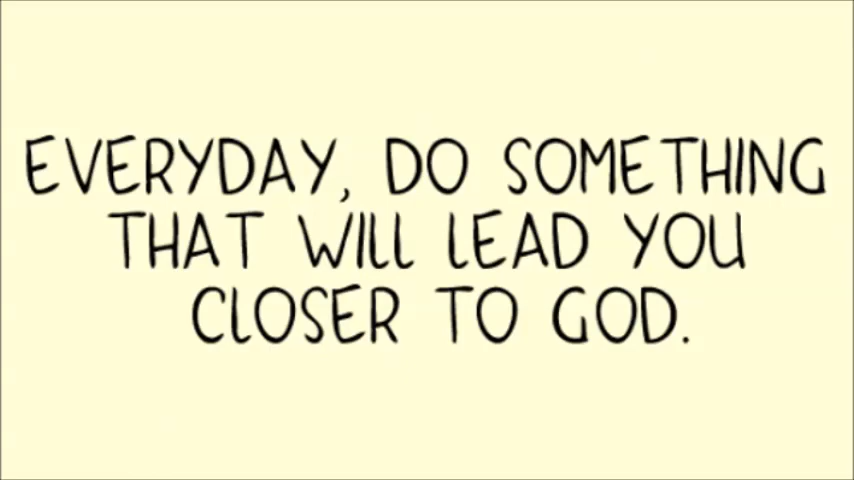 EVERYDAY, DO SOMETHING
THAT WILL LEAD YOU
CLOSER TO GOD.